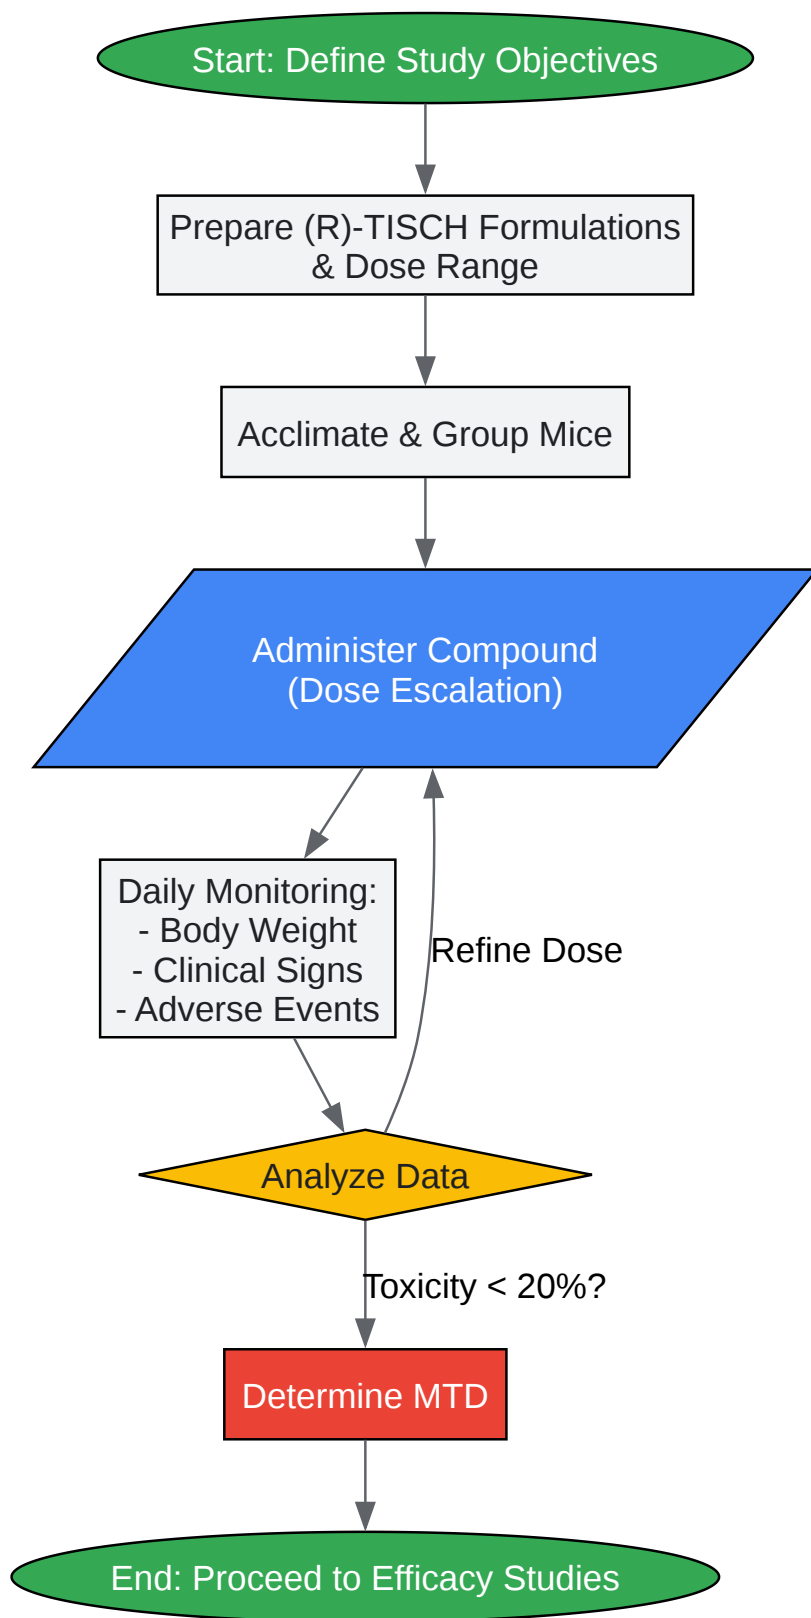 Start: Define Study Objectives
Prepare (R)-TISCH Formulations
& Dose Range
Acclimate & Group Mice
Administer Compound
(Dose Escalation)
Daily Monitoring:
- Body Weight
- Clinical Signs
- Adverse Events
Refine Dose
Analyze Data
Toxicity < 20%?
Determine MTD
End: Proceed to Efficacy Studies